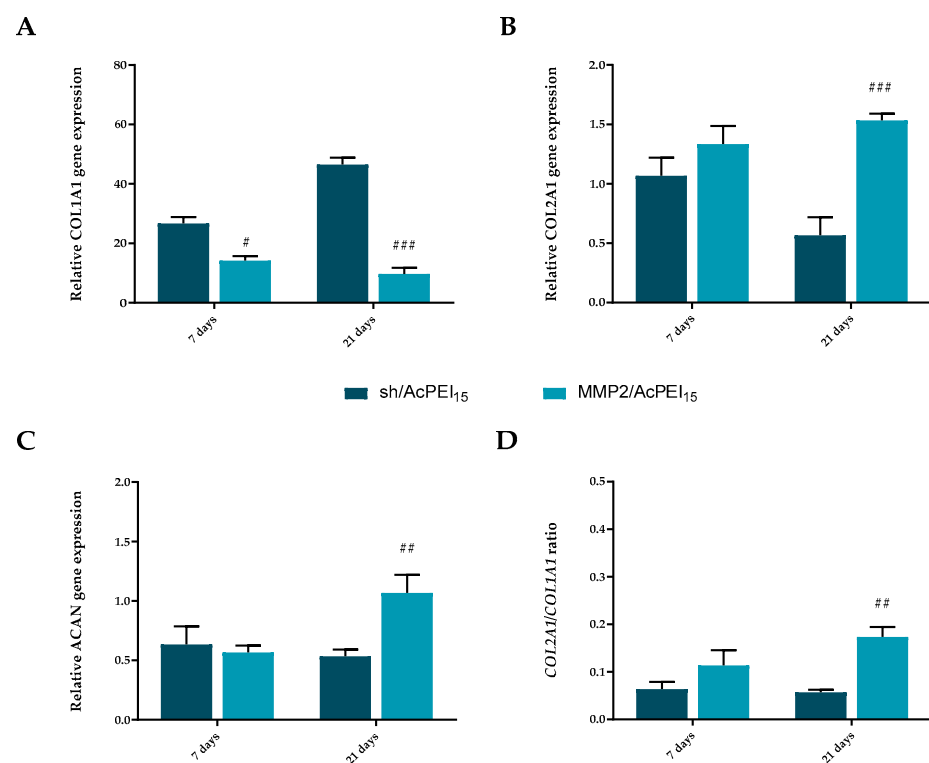 A
Relative COL1A1 gene expression
80
60
40
20
0
#
###
7 days
21 days
B
Relative COL2A1 gene expression
2.0
1.5
1.0
0.5
0.0
###
7 days
21 days
sh/AcPEI₁₅
MMP2/AcPEI₁₅
C
Relative ACAN gene expression
2.0
1.5
1.0
0.5
0.0
##
7 days
21 days
D
COL2A1/COL1A1 ratio
0.5
0.4
0.3
0.2
0.1
0.0
##
7 days
21 days